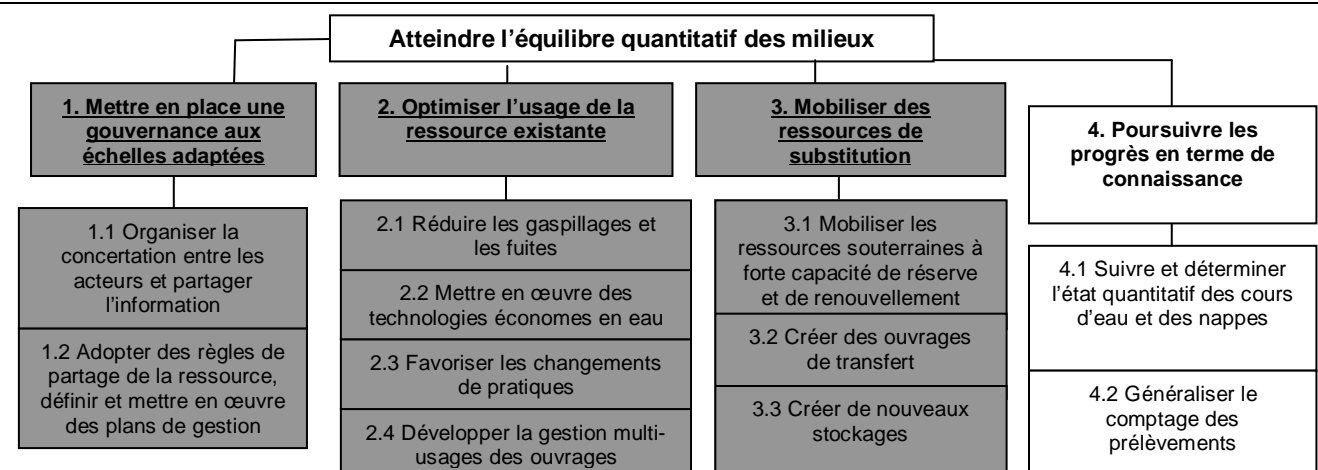 Atteindre l'équilibre quantitatif des milieux
1. Mettre en place une
gouvernance aux
échelles adaptées
1.1 Organiser la
concertation entre les
acteurs et partager
l'information
1.2 Adopter des règles de
partage de la ressource,
définir et mettre en œuvre
des plans de gestion
2. Optimiser l'usage de la
ressource existante
2.1 Réduire les gaspillages et
les fuites
2.2 Mettre en œuvre des
technologies économes en eau
2.3 Favoriser les changements
de pratiques
2.4 Développer la gestion multi-
usages des ouvrages
3. Mobiliser des
ressources de
substitution
3.1 Mobiliser les
ressources souterraines à
forte capacité de réserve
et de renouvellement
3.2 Créer des ouvrages
de transfert
3.3 Créer de nouveaux
stockages
4. Poursuivre les
progrès en terme de
connaissance
4.1 Suivre et déterminer
l'état quantitatif des cours
d'eau et des nappes
4.2 Généraliser le
comptage des
prélèvements